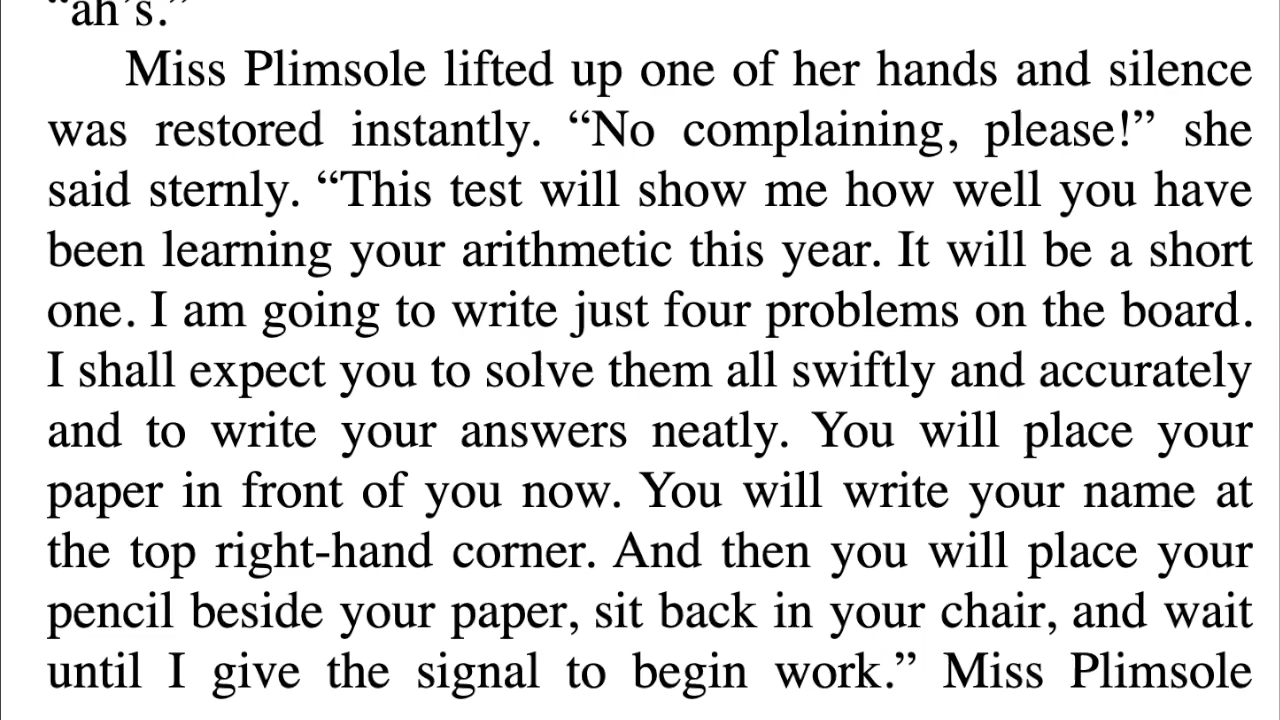 “ah’s.”
Miss Plimsole lifted up one of her hands and silence
was restored instantly. “No complaining, please!” she
said sternly. “This test will show me how well you have
been learning your arithmetic this year. It will be a short
one. I am going to write just four problems on the board.
I shall expect you to solve them all swiftly and accurately
and to write your answers neatly. You will place your
paper in front of you now. You will write your name at
the top right-hand corner. And then you will place your
pencil beside your paper, sit back in your chair, and wait
until I give the signal to begin work.” Miss Plimsole